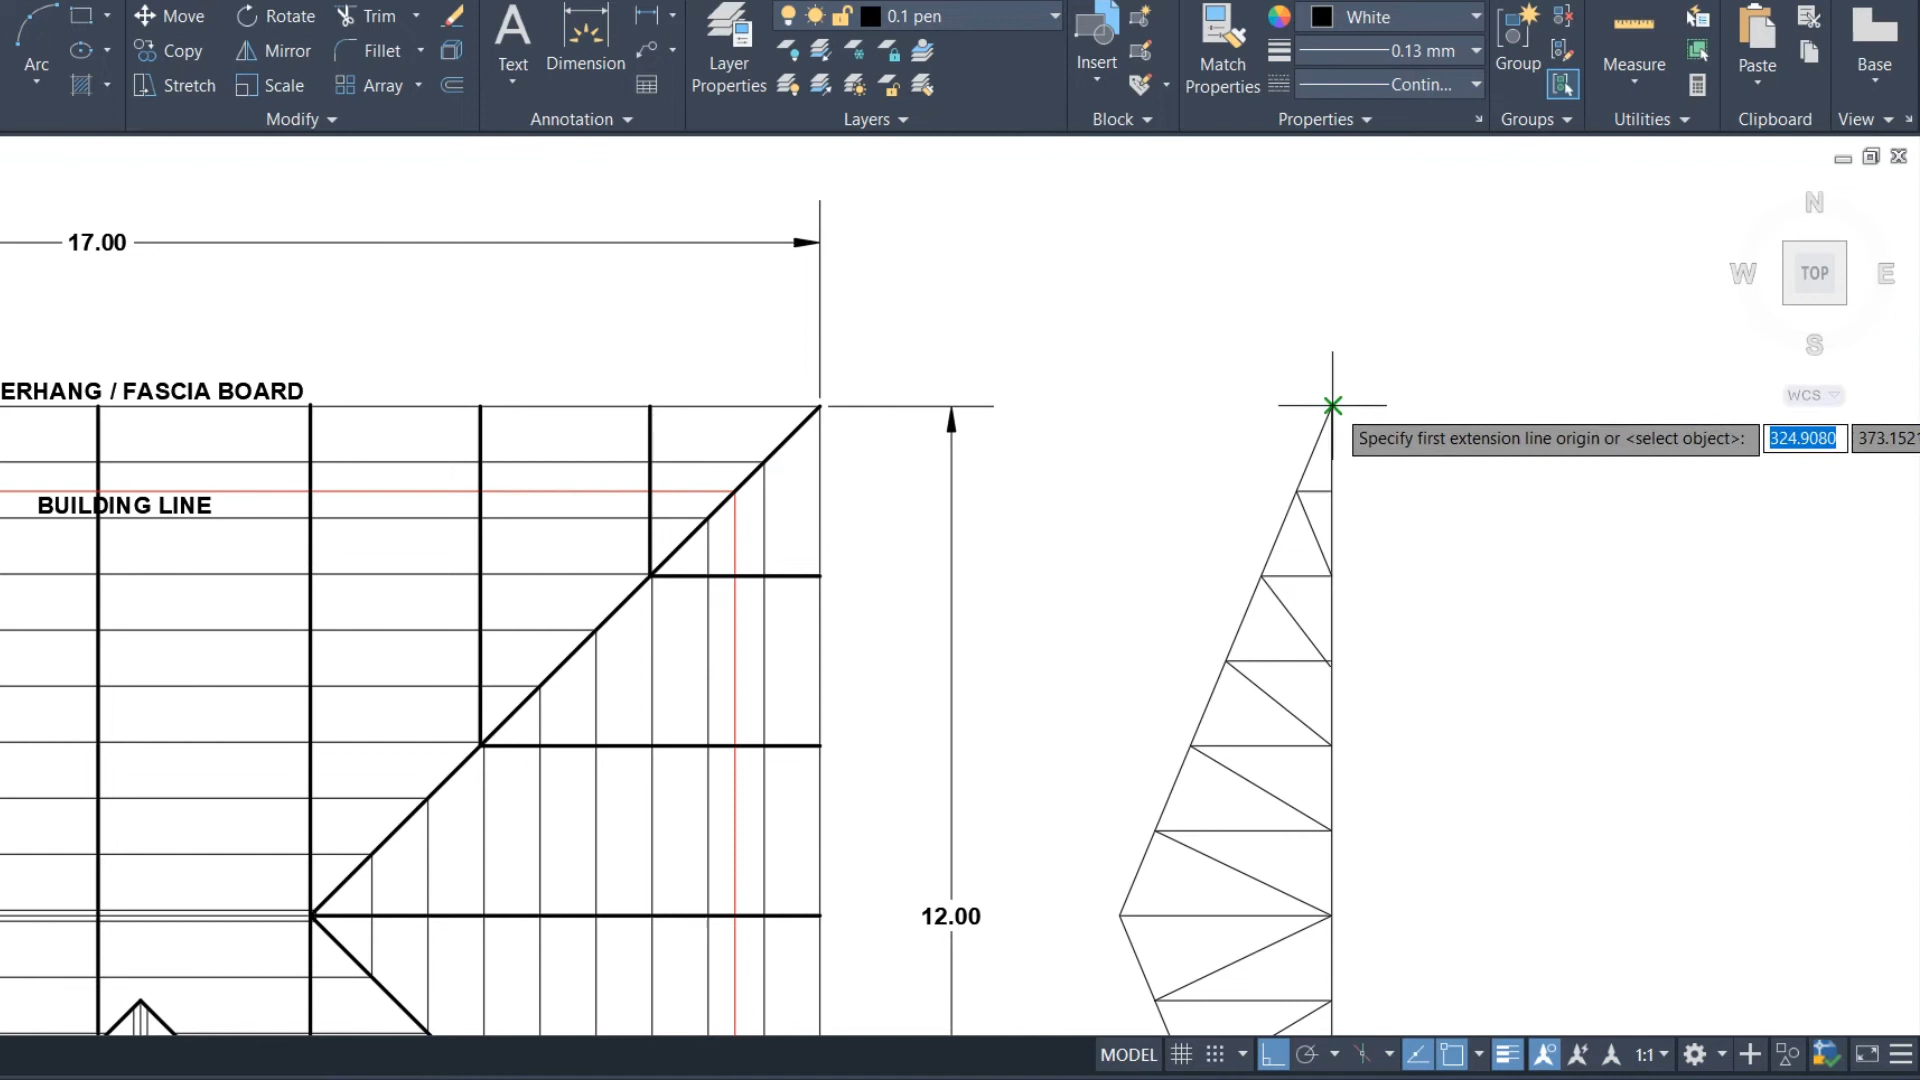 Arc
Move
Rotate
Trim
Copy
Mirror
Fillet
Stretch
Scale
Array
Modify
Text
Dimension
Annotation
Layer
Properties
0.1 pen
Layers
Insert
Block
Match
Properties
White
0.13 mm
Contin...
Properties
Group
Groups
Measure
Utilities
Paste
Clipboard
Base
View
17.00
N
W
TOP
E
S
WCS
ERHANG / FASCIA BOARD
Specify first extension line origin or <select object>: 324.9080 373.1521
BUILDING LINE
12.00
MODEL
1:1